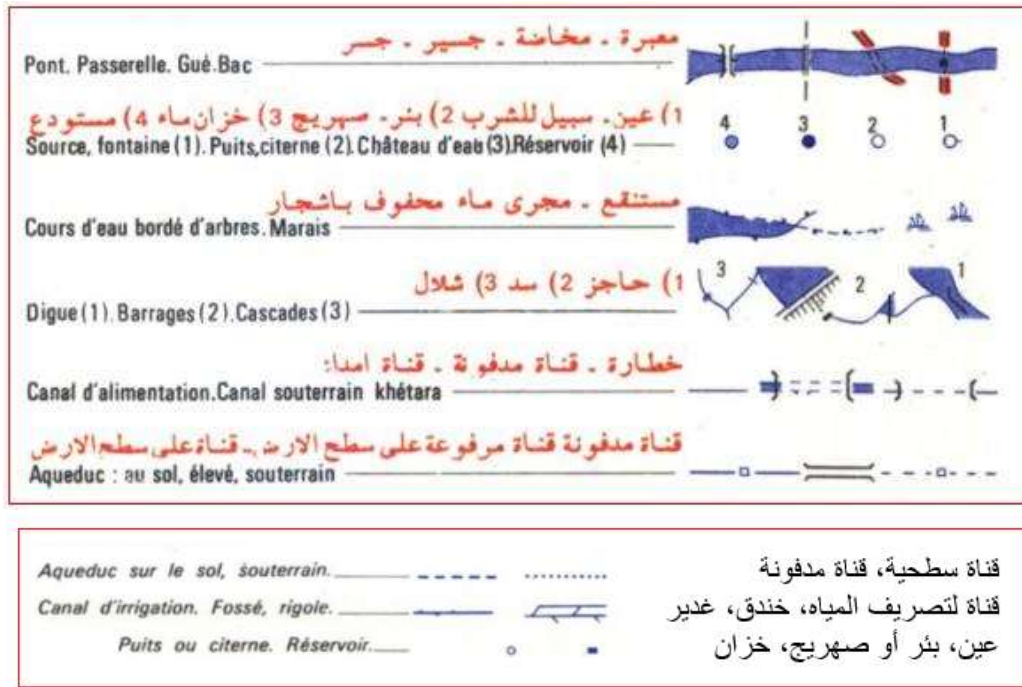 معبرة . مخاضة . جسير . جسر
Pont. Passerelle. Gué.Bac
4 3 2 1
1) عين. سبيل للشرب 2) بئر. صهريج 3) خزان ماء 4) مستودع
Source, fontaine (1). Puits,citerne (2). Château d'eau (3).Réservoir (4)
مستنقع . مجرى ماء محفوف باشجار
Cours d'eau bordé d'arbres.Marais
3 2 1
1) حاجز 2) سد 3) شلال
Digue (1). Barrages (2).Cascades (3)
خطارة . قناة مدفونة . قناة امدا:
Canal d'alimentation.Canal souterrain khétara
قناة مدفونة قناة مرفوعة على سطح الارض . قناة على سطح الارض
Aqueduc : au sol, élevé, souterrain
Aqueduc sur le sol, souterrain. قناة سطحية، قناة مدفونة
Canal d'irrigation. Fossé, rigole. قناة لتصريف المياه، خندق، غدير
Puits ou citerne. Réservoir. عين، بئر أو صهريج، خزان